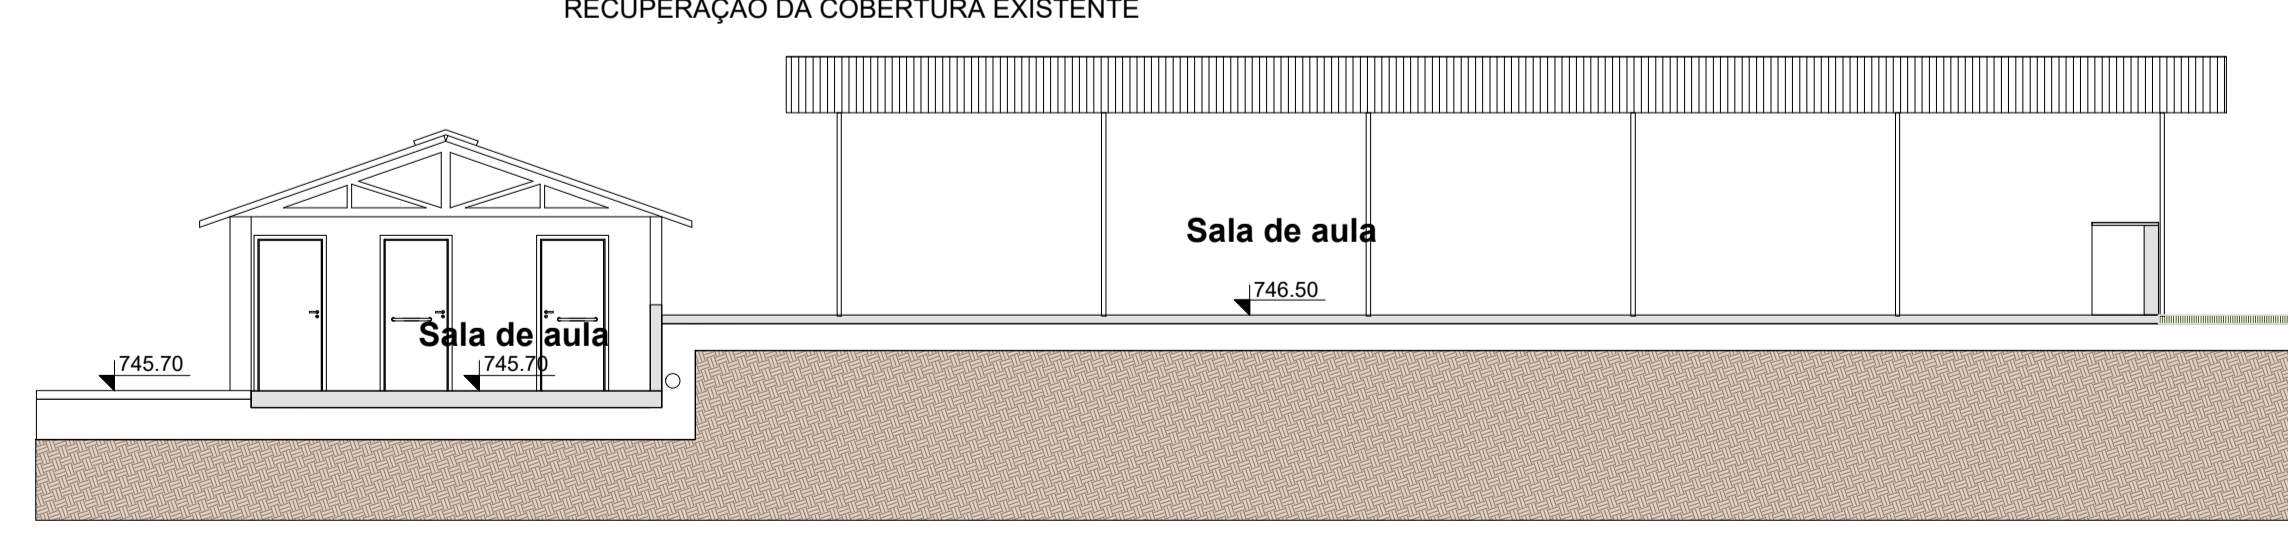 RECUPERAÇÃO DA COBERTURA EXISTENTE
Sala de aula
746.50
Sala de aula
745.70
745.70